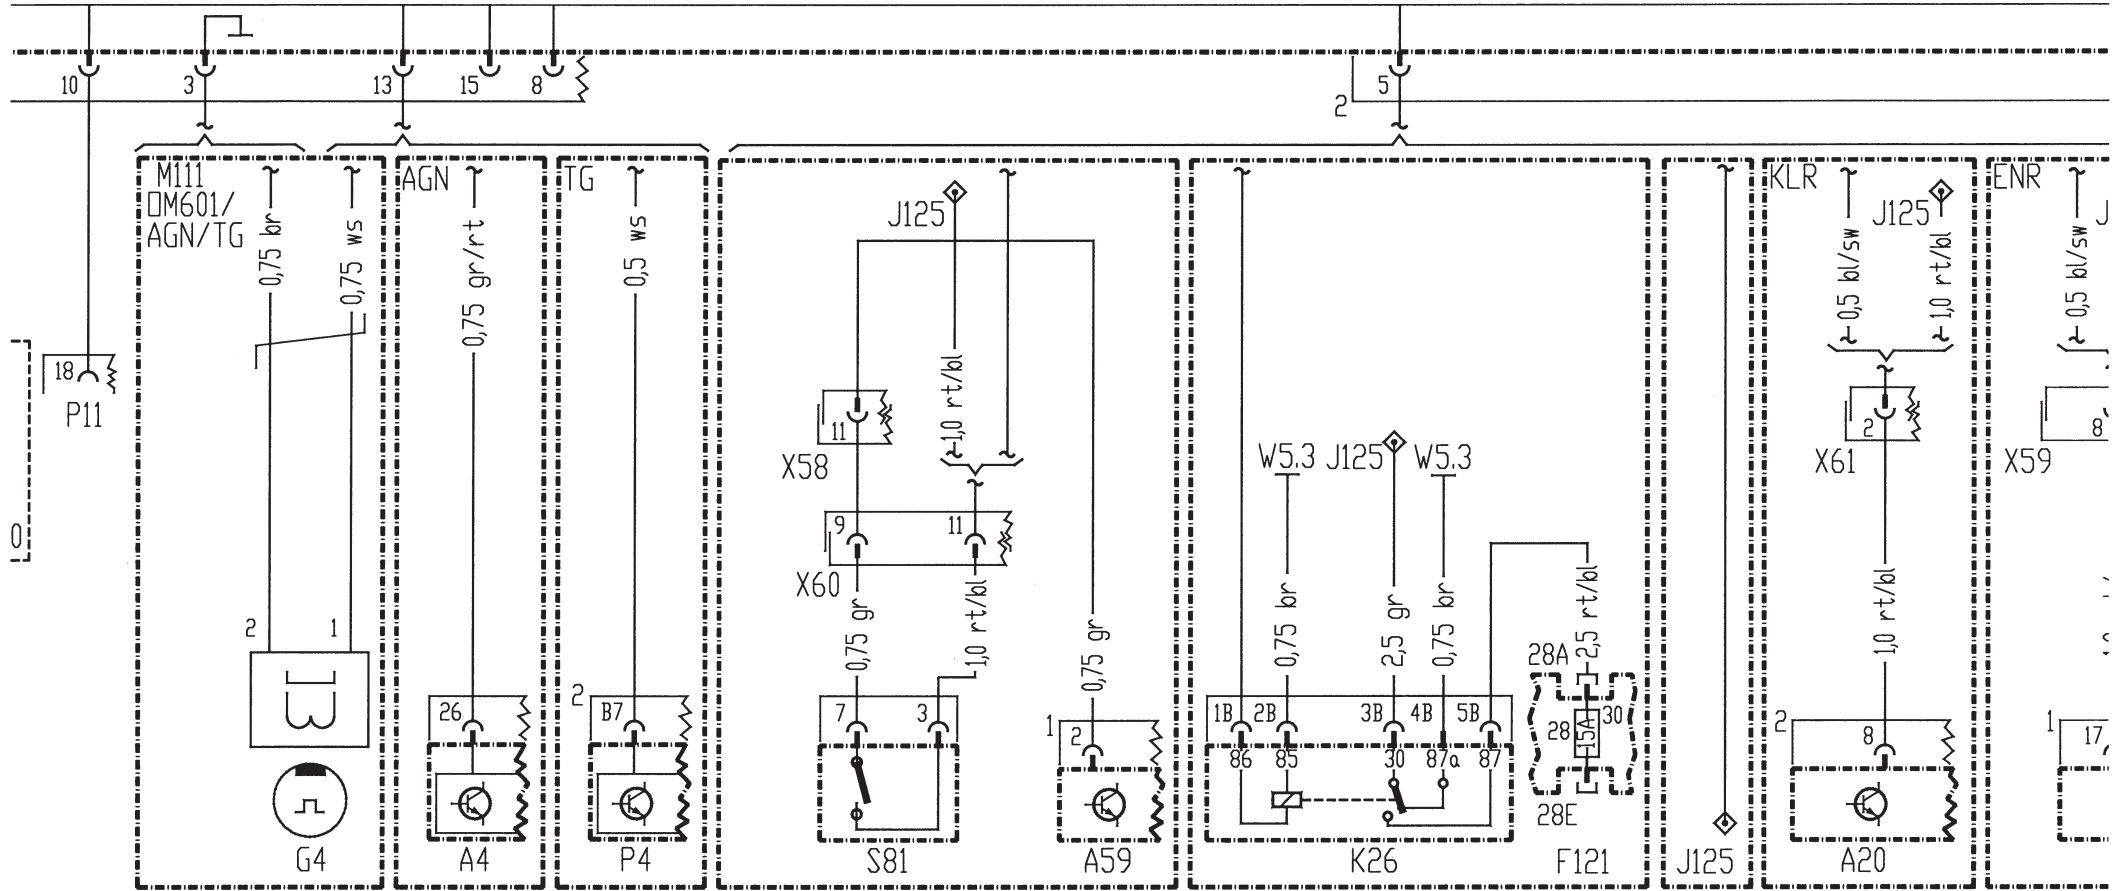 10
3
13
15
8
2
5
M111
OM601/
AGN/TG
0,75 br
0,75 ws
AGN
0,75 gr/rt
TG
0,5 ws
J125
1,0 rt/bl
KLR
0,5 bl/sw
J125
1,0 rt/bl
ENR
0,5 bl/sw
J
18
P11
0
11
X58
9
11
X60
0,75 gr
1,0 rt/bl
0,75 gr
W5.3
J125
W5.3
0,75 br
2,5 gr
0,75 br
2,5 rt/bl
2
X61
8
X59
1,0 rt/bl
2
1
26
2
B7
7
3
1
2
1B
2B
3B
4B
5B
86
85
30
87a
87
28A
28
15A
30
28E
2
8
1
17
G4
A4
P4
S81
A59
K26
F121
J125
A20